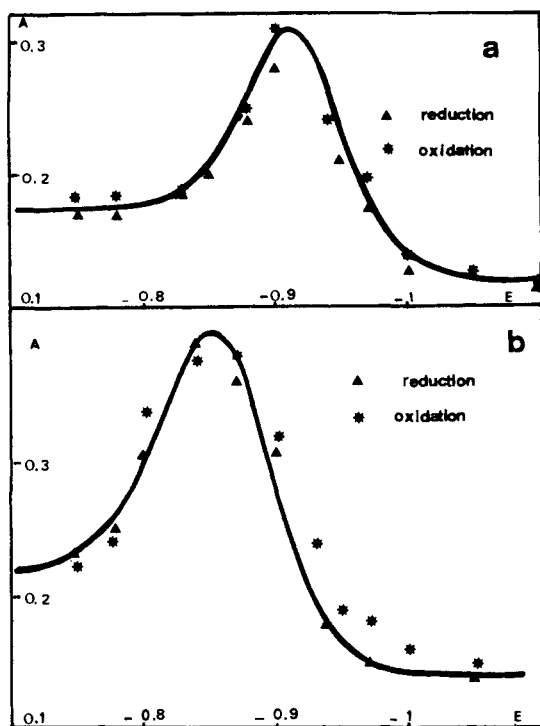 A
0.3
a
▲ reduction
✱ oxidation
0.2
0.1 -0.8 -0.9 -1 E
A
b
▲ reduction
✱ oxidation
0.3
0.2
0.1 -0.8 -0.9 -1 E